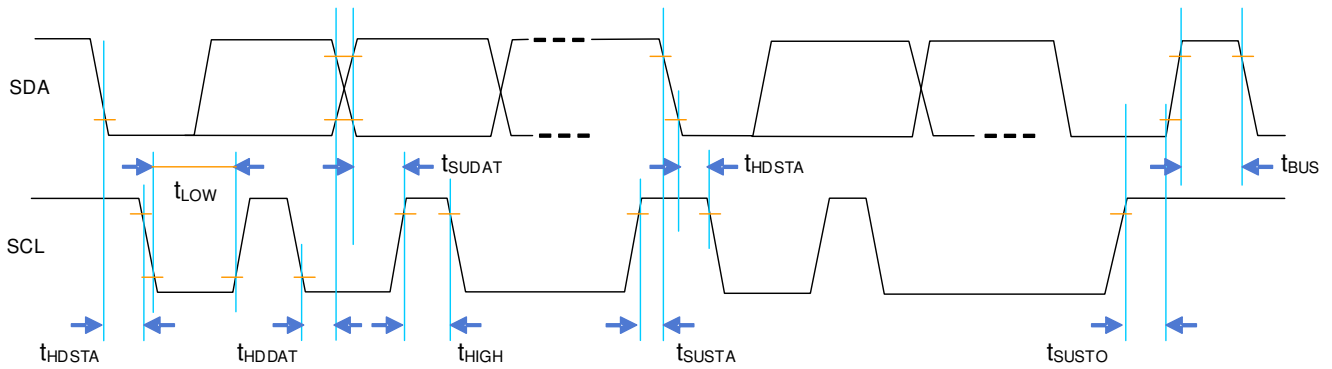 SDA
tSUDAT
tHDSTA
tBUS
tLOW
SCL
tHDSTA
tHDDAT
tHIGH
tSUSTA
tSUSTO